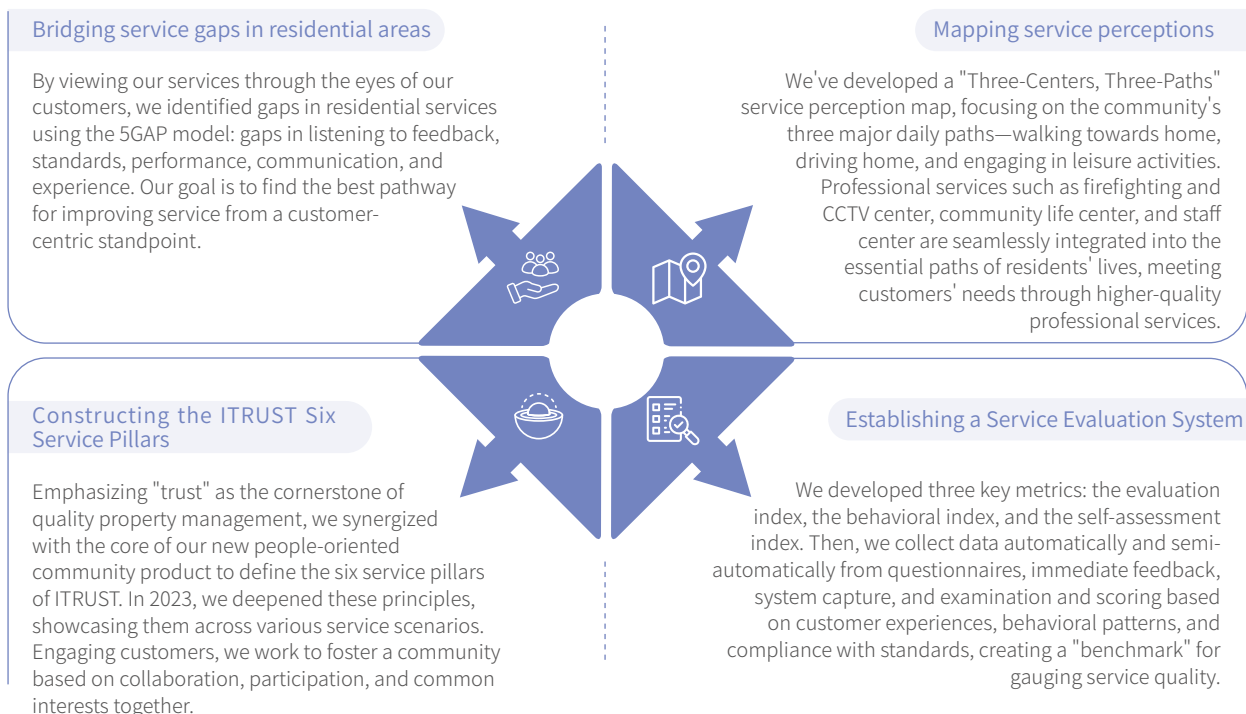 Bridging service gaps in residential areas
By viewing our services through the eyes of our
customers, we identified gaps in residential services
using the 5GAP model: gaps in listening to feedback,
standards, performance, communication, and
experience. Our goal is to find the best pathway
for improving service from a customer-
centric standpoint.
Mapping service perceptions
We've developed a "Three-Centers, Three-Paths"
service perception map, focusing on the community's
three major daily paths—walking towards home,
driving home, and engaging in leisure activities.
Professional services such as firefighting and
CCTV center, community life center, and staff
center are seamlessly integrated into the
essential paths of residents' lives, meeting
customers' needs through higher-quality
professional services.
Constructing the ITRUST Six
Service Pillars
Emphasizing "trust" as the cornerstone of
quality property management, we synergized
with the core of our new people-oriented
community product to define the six service pillars
of ITRUST. In 2023, we deepened these principles,
showcasing them across various service scenarios.
Engaging customers, we work to foster a community
based on collaboration, participation, and common
interests together.
Establishing a Service Evaluation System
We developed three key metrics: the evaluation
index, the behavioral index, and the self-assessment
index. Then, we collect data automatically and semi-
automatically from questionnaires, immediate feedback,
system capture, and examination and scoring based
on customer experiences, behavioral patterns, and
compliance with standards, creating a "benchmark" for
gauging service quality.